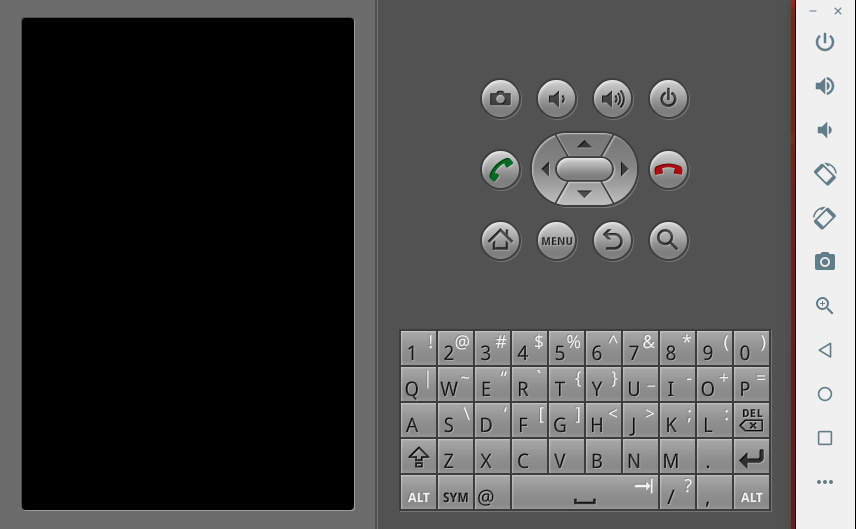 MENU
1 ! 2 @ 3 # 4 $ 5 % 6 ^ 7 & 8 * 9 ( 0 )
Q | W ~ E “ R ` T { Y } U _ I - O + P =
A S \ D ‘ F [ G ] H < J > K ; L : DEL
Z X C V B N M .
ALT SYM @ / ? , ALT